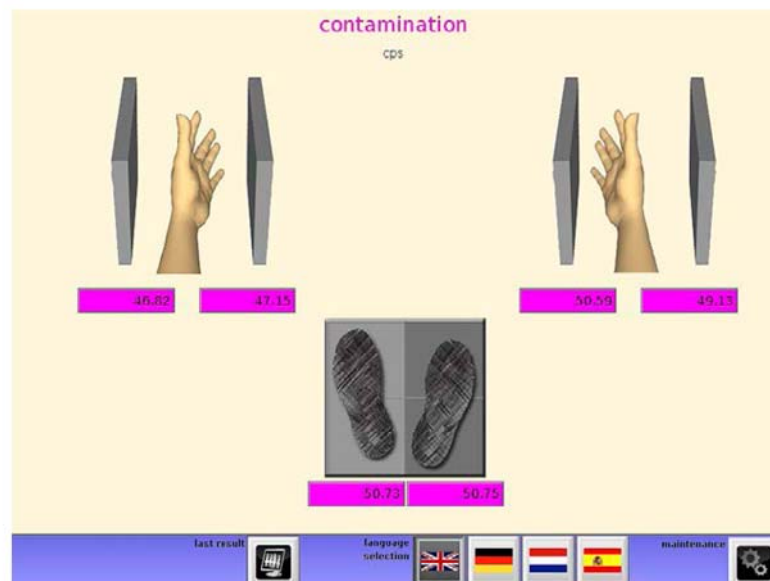 contamination
cps
46.82 47.15 50.59 49.13
50.73 50.75
last result
language
selection
maintenance